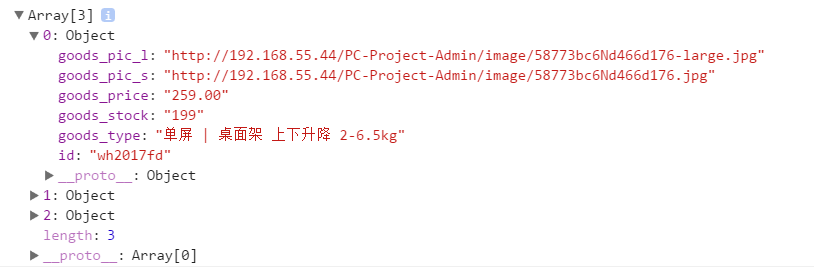 ▼Array[3] i
▼0: Object
goods_pic_l: "http://192.168.55.44/PC-Project-Admin/image/58773bc6Nd466d176-large.jpg"
goods_pic_s: "http://192.168.55.44/PC-Project-Admin/image/58773bc6Nd466d176.jpg"
goods_price: "259.00"
goods_stock: "199"
goods_type: "单屏 | 桌面架 上下升降 2-6.5kg"
id: "wh2017fd"
▶__proto__: Object
▶1: Object
▶2: Object
length: 3
▶__proto__: Array[0]